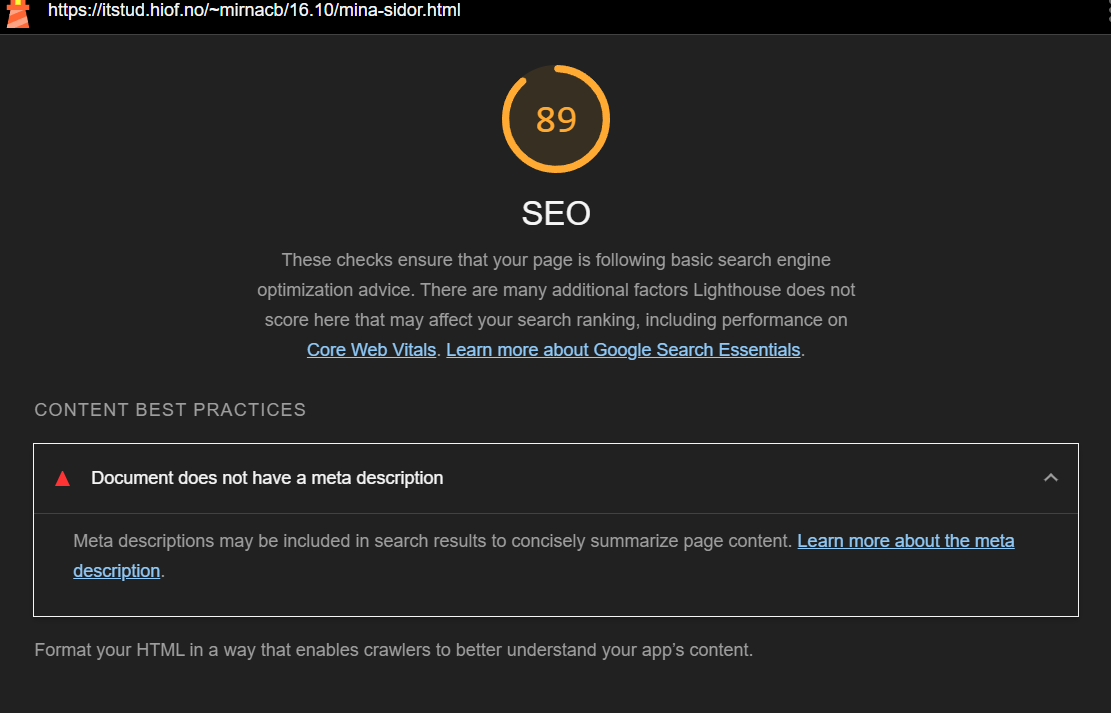 https://itstud.hiof.no/~mirnacb/16.10/mina-sidor.html
89
SEO
These checks ensure that your page is following basic search engine
optimization advice. There are many additional factors Lighthouse does not
score here that may affect your search ranking, including performance on
Core Web Vitals. Learn more about Google Search Essentials.
CONTENT BEST PRACTICES
Document does not have a meta description
Meta descriptions may be included in search results to concisely summarize page content. Learn more about the meta
description.
Format your HTML in a way that enables crawlers to better understand your app’s content.